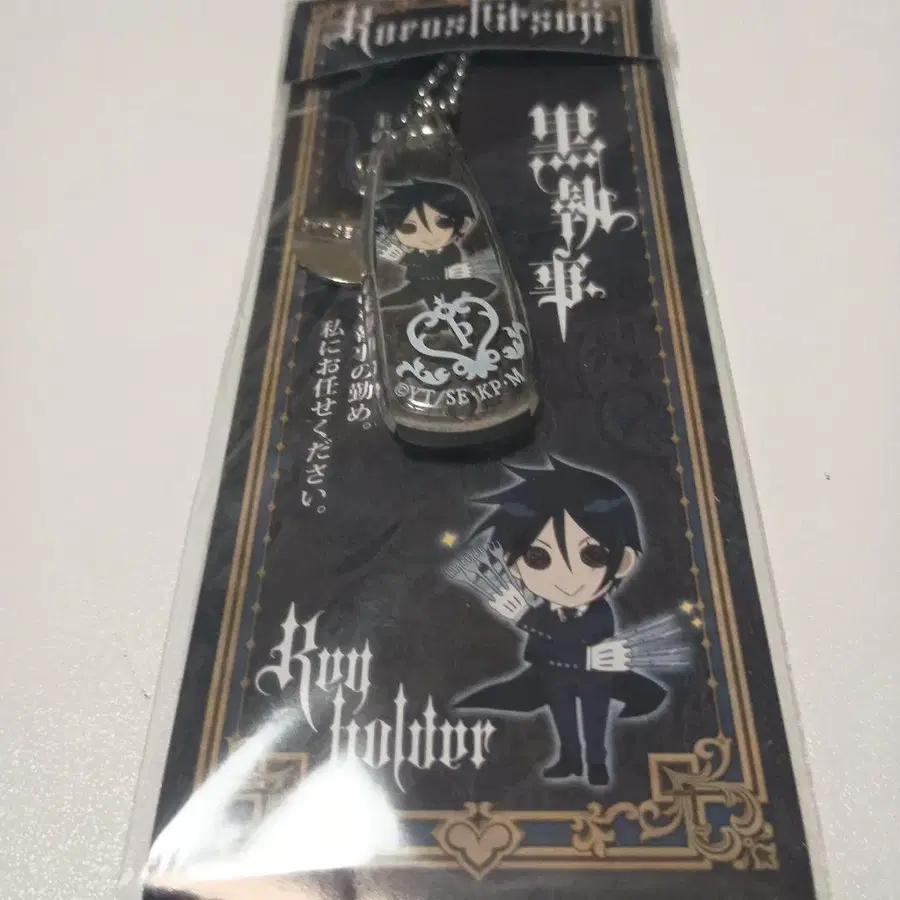 Kuroshitsuji
黒執事
の勤め。
私にお任せください。
P
©YT/SE・KP・M
Key
holder